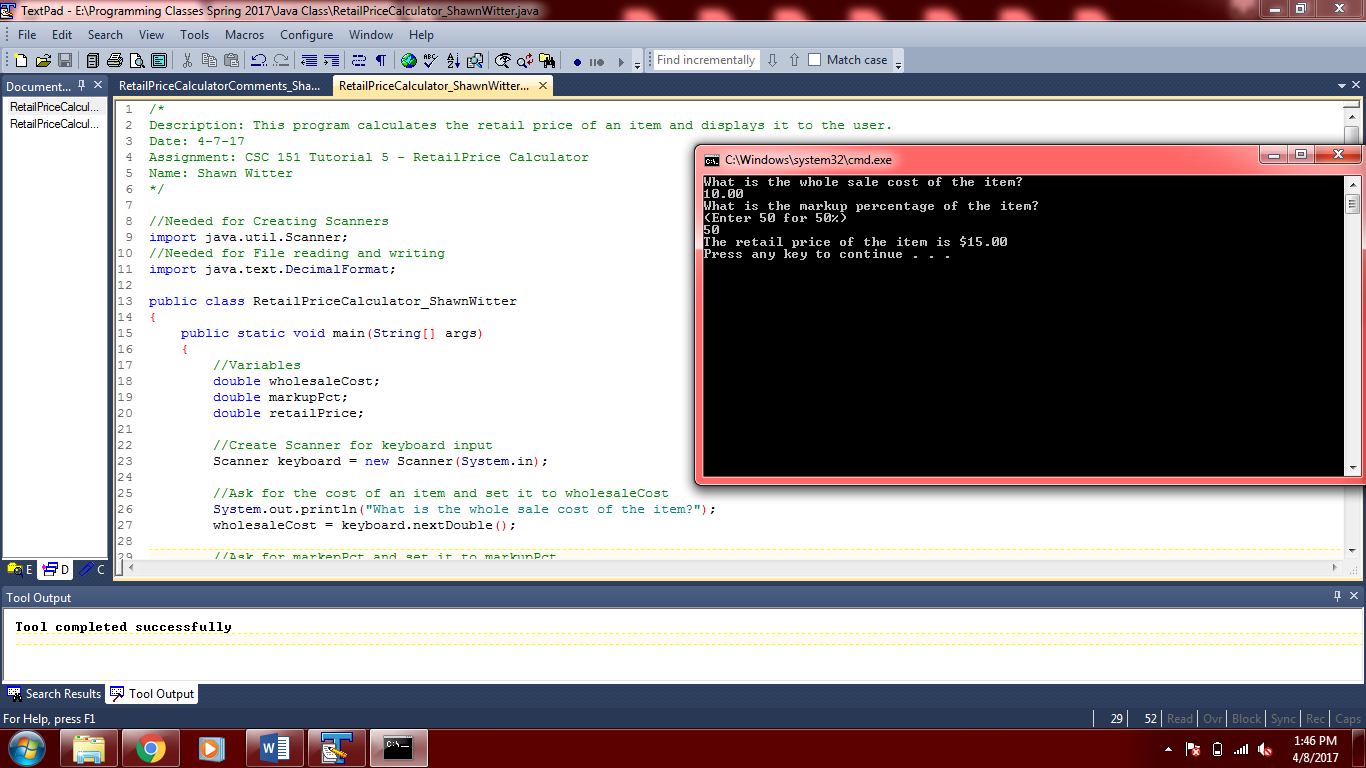 TextPad - E:\Programming Classes Spring 2017\Java Class\RetailPriceCalculator_ShawnWitter.java
File Edit Search View Tools Macros Configure Window Help
Find incrementally Match case
Document...
RetailPriceCalcul...
RetailPriceCalcul...
E D C
RetailPriceCalculatorComments_Sha... RetailPriceCalculator_ShawnWitter...
1 /*
2 Description: This program calculates the retail price of an item and displays it to the user.
3 Date: 4-7-17
4 Assignment: CSC 151 Tutorial 5 - RetailPrice Calculator
5 Name: Shawn Witter
6 */
7
8 //Needed for Creating Scanners
9 import java.util.Scanner;
10 //Needed for File reading and writing
11 import java.text.DecimalFormat;
12
13 public class RetailPriceCalculator_ShawnWitter
14 {
15 public static void main(String[] args)
16 {
17 //Variables
18 double wholesaleCost;
19 double markupPct;
20 double retailPrice;
21
22 //Create Scanner for keyboard input
23 Scanner keyboard = new Scanner(System.in);
24
25 //Ask for the cost of an item and set it to wholesaleCost
26 System.out.println("What is the whole sale cost of the item?");
27 wholesaleCost = keyboard.nextDouble();
28
29 //Ask for markepPct and set it to markupPct
C:\Windows\system32\cmd.exe
What is the whole sale cost of the item?
10.00
What is the markup percentage of the item?
(Enter 50 for 50%)
50
The retail price of the item is $15.00
Press any key to continue . . .
Tool Output
Tool completed successfully
Search Results Tool Output
For Help, press F1
29 52 Read Ovr Block Sync Rec Caps
1:46 PM
4/8/2017